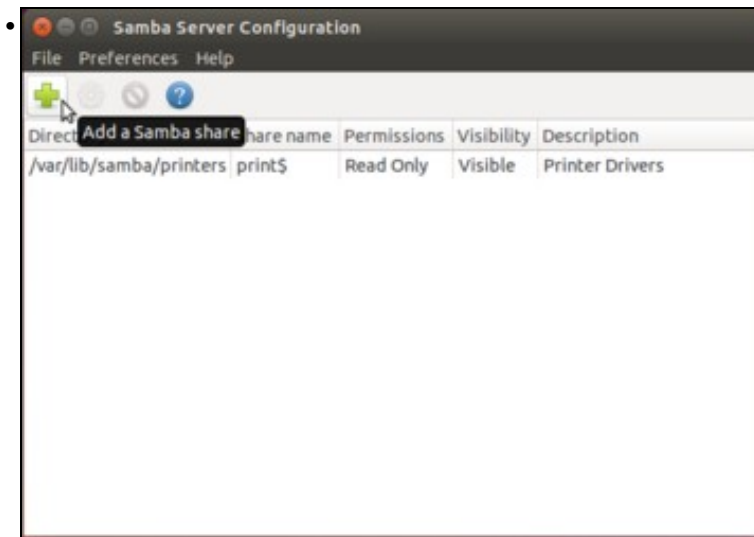 Samba Server Configuration
File Preferences Help
Add a Samba share
Direct hare name Permissions Visibility Description
/var/lib/samba/printers print$ Read Only Visible Printer Drivers